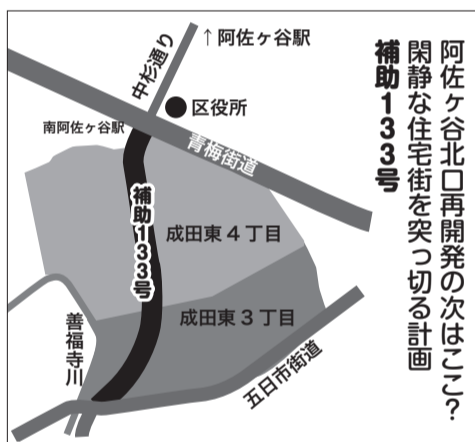 阿佐ヶ谷北口再開発の次はここ？
閑静な住宅街を突っ切る計画
補助133号
↑阿佐ヶ谷駅
中杉通り
区役所
南阿佐ヶ谷駅
青梅街道
補助133号
成田東4丁目
成田東3丁目
善福寺川
五日市街道